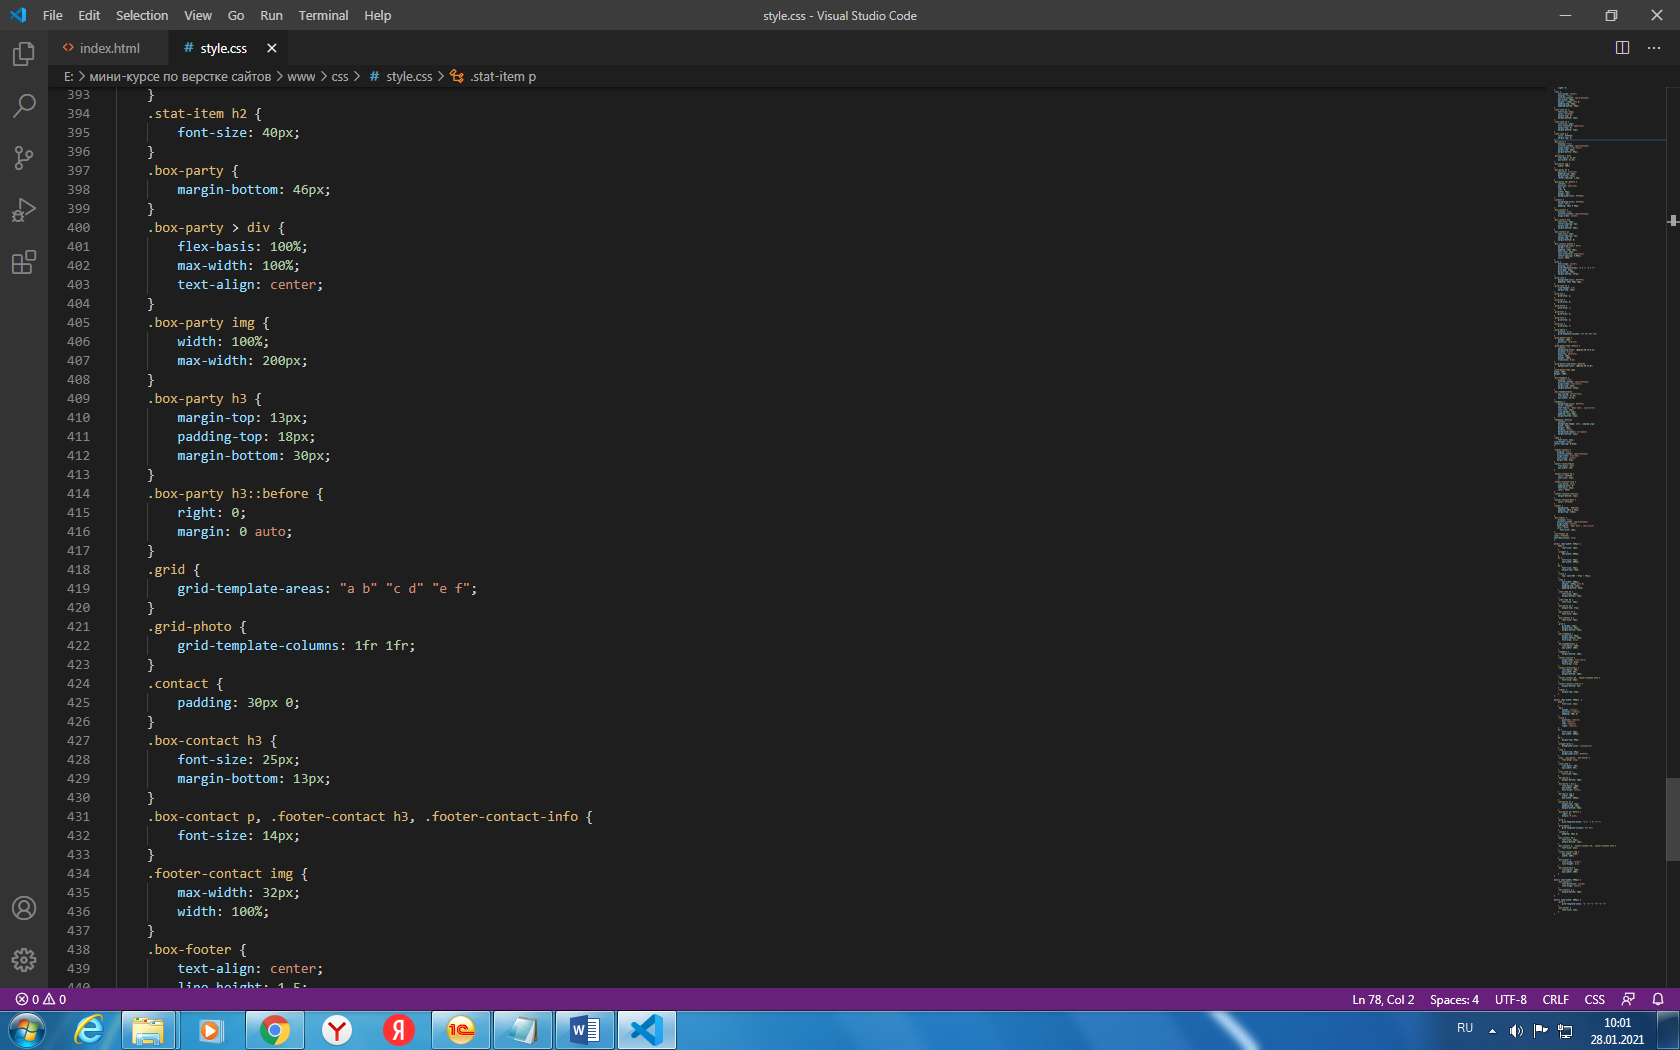 File Edit Selection View Go Run Terminal Help
style.css - Visual Studio Code
index.html
# style.css
E: > мини-курсе по верстке сайтов > www > css > # style.css > .stat-item p
393 }
394 .stat-item h2 {
395 font-size: 40px;
396 }
397 .box-party {
398 margin-bottom: 46px;
399 }
400 .box-party > div {
401 flex-basis: 100%;
402 max-width: 100%;
403 text-align: center;
404 }
405 .box-party img {
406 width: 100%;
407 max-width: 200px;
408 }
409 .box-party h3 {
410 margin-top: 13px;
411 padding-top: 18px;
412 margin-bottom: 30px;
413 }
414 .box-party h3::before {
415 right: 0;
416 margin: 0 auto;
417 }
418 .grid {
419 grid-template-areas: "a b" "c d" "e f";
420 }
421 .grid-photo {
422 grid-template-columns: 1fr 1fr;
423 }
424 .contact {
425 padding: 30px 0;
426 }
427 .box-contact h3 {
428 font-size: 25px;
429 margin-bottom: 13px;
430 }
431 .box-contact p, .footer-contact h3, .footer-contact-info {
432 font-size: 14px;
433 }
434 .footer-contact img {
435 max-width: 32px;
436 width: 100%;
437 }
438 .box-footer {
439 text-align: center;
440 line-height: 1.5;
0 0
Ln 78, Col 2 Spaces: 4 UTF-8 CRLF CSS
RU
10:01
28.01.2021